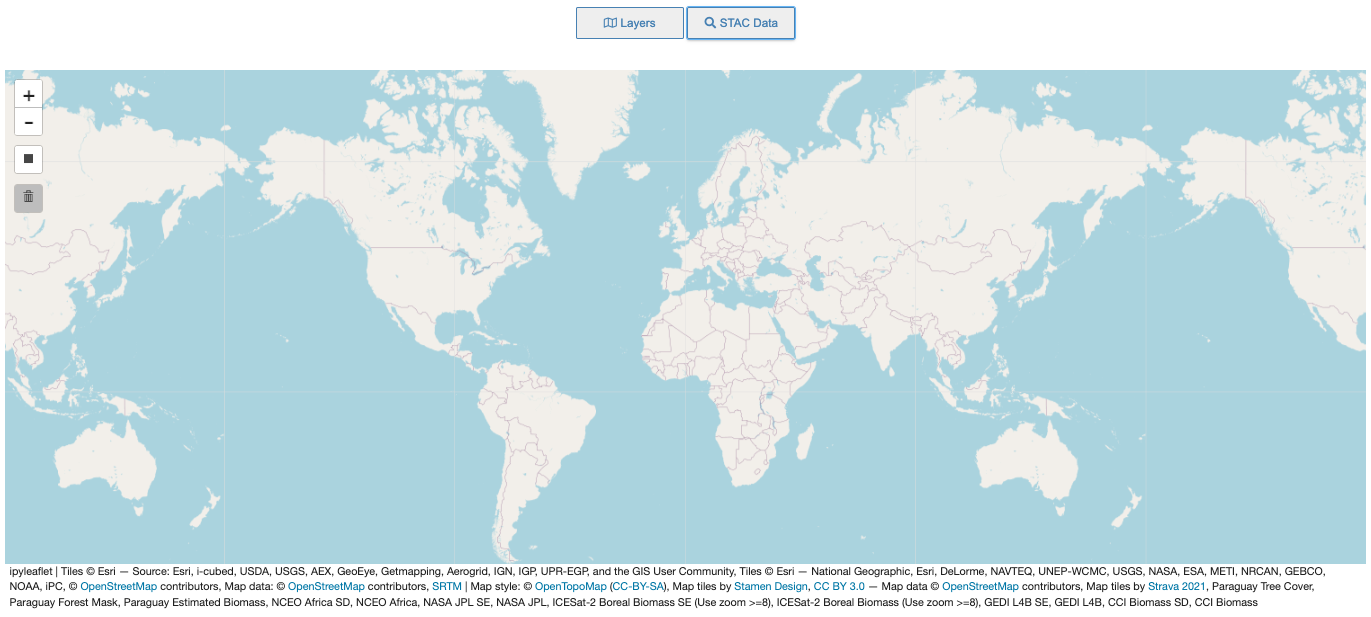 Layers
STAC Data
+
-
ipyleaflet | Tiles © Esri — Source: Esri, i-cubed, USDA, USGS, AEX, GeoEye, Getmapping, Aerogrid, IGN, IGP, UPR-EGP, and the GIS User Community, Tiles © Esri — National Geographic, Esri, DeLorme, NAVTEQ, UNEP-WCMC, USGS, NASA, ESA, METI, NRCAN, GEBCO,
NOAA, iPC, © OpenStreetMap contributors, Map data: © OpenStreetMap contributors, SRTM | Map style: © OpenTopoMap (CC-BY-SA), Map tiles by Stamen Design, CC BY 3.0 — Map data © OpenStreetMap contributors, Map tiles by Strava 2021, Paraguay Tree Cover,
Paraguay Forest Mask, Paraguay Estimated Biomass, NCEO Africa SD, NCEO Africa, NASA JPL SE, NASA JPL, ICESat-2 Boreal Biomass SE (Use zoom >=8), ICESat-2 Boreal Biomass (Use zoom >=8), GEDI L4B SE, GEDI L4B, CCI Biomass SD, CCI Biomass